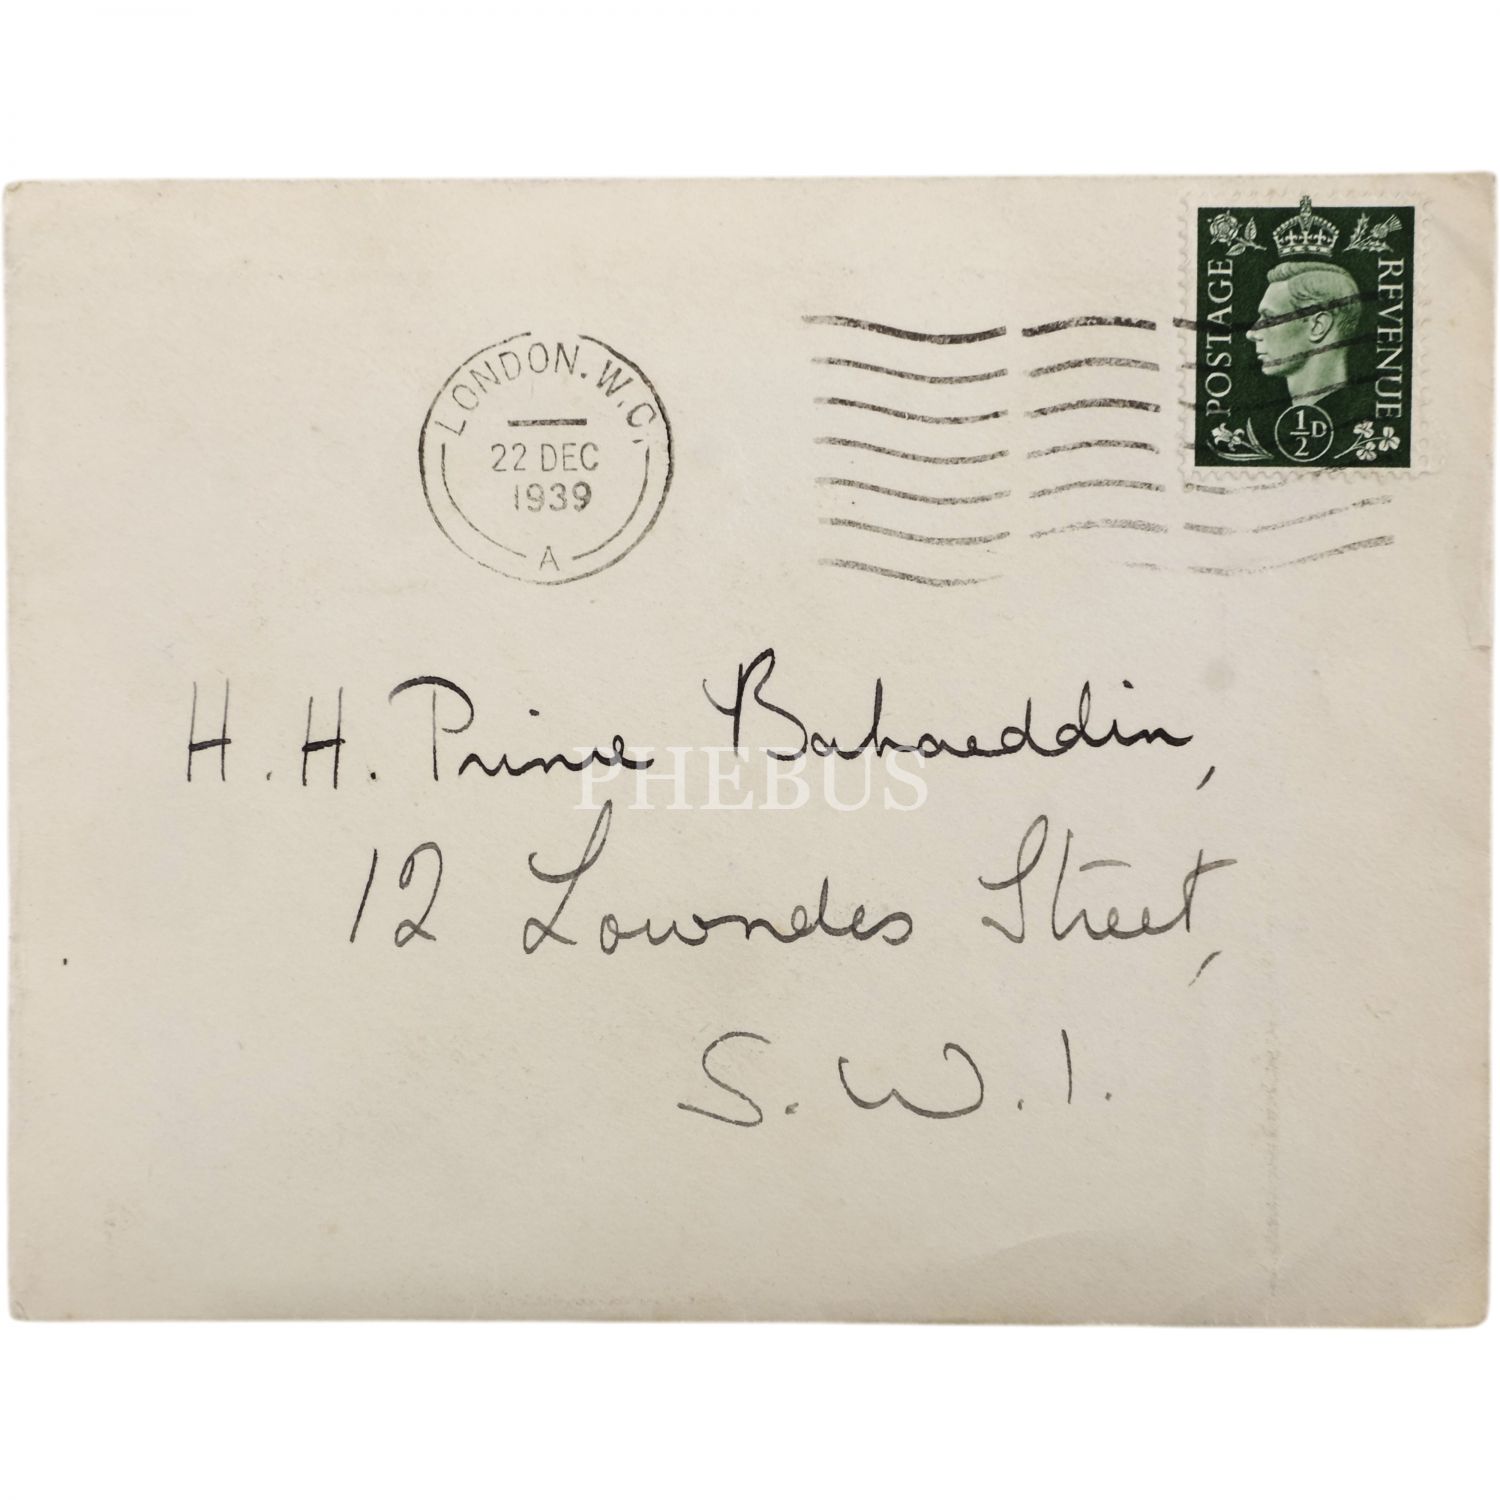 POSTAGE
REVENUE
½D
LONDON. W.C.
22 DEC
1939
A
H. H. Prince Bahaeddin,
PHEBUS
12 Lowndes Street,
S. W. 1.